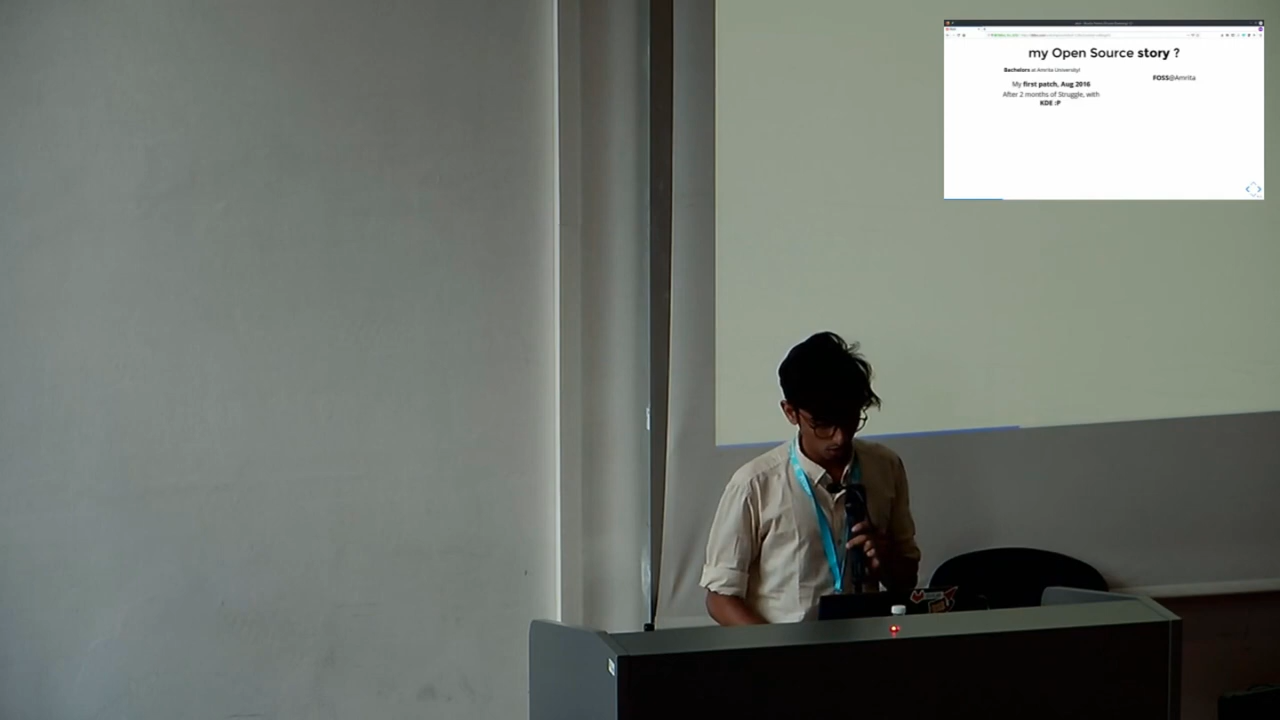 my Open Source story ?
Bachelors at Amrita University!
FOSS@Amrita
My first patch, Aug 2016
After 2 months of Struggle, with
KDE :P